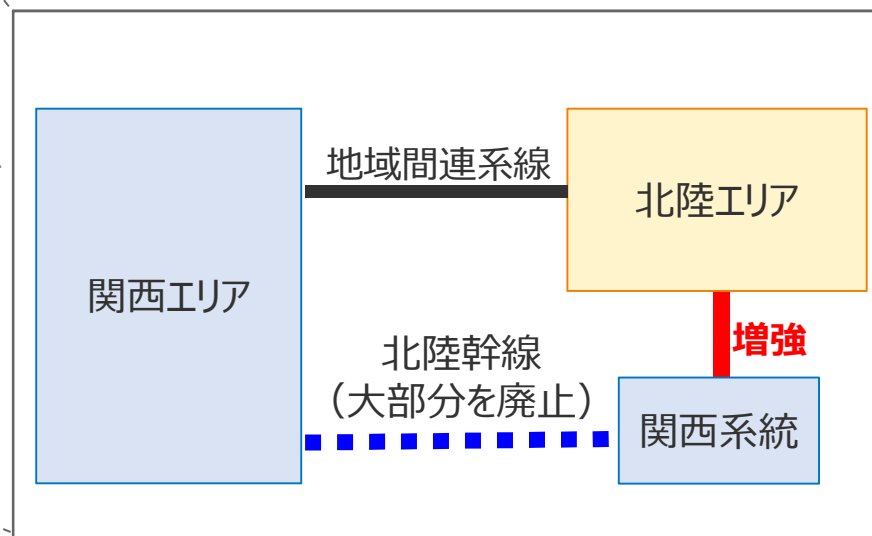 地域間連系線
北陸エリア
関西エリア
増強
北陸幹線
（大部分を廃止）
関西系統